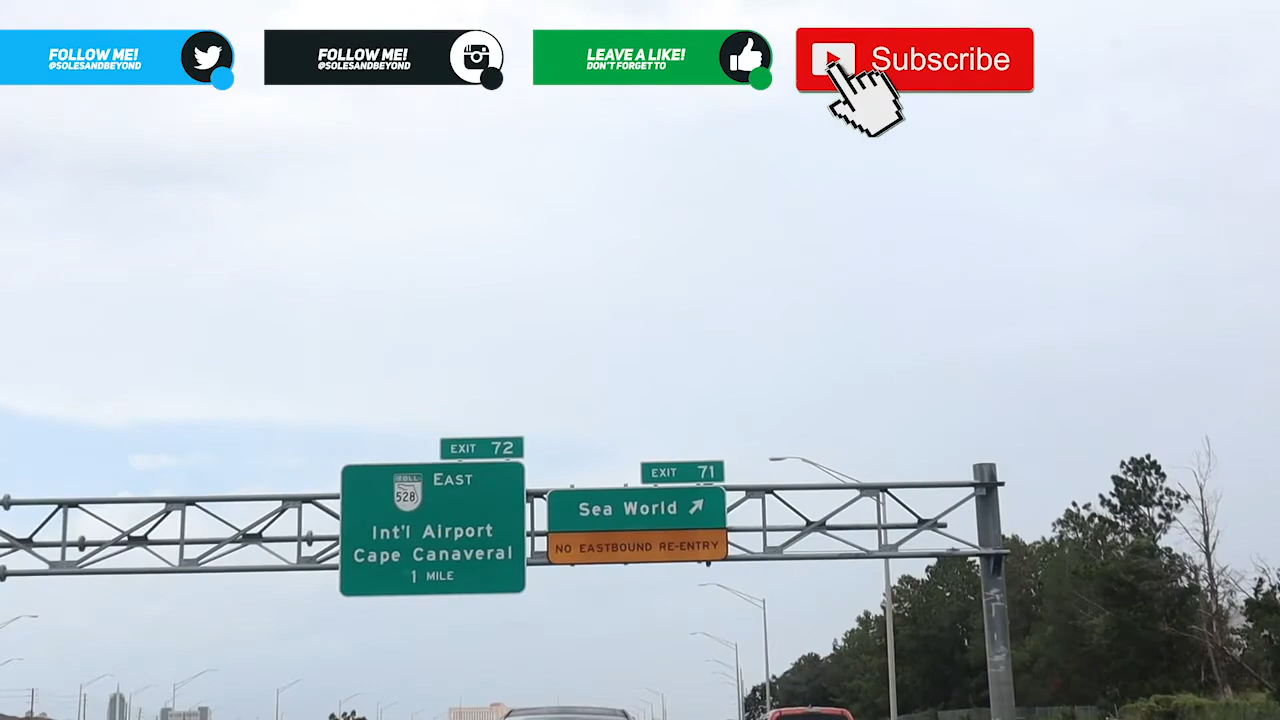 FOLLOW ME!
@SOLESANDBEYOND
FOLLOW ME!
@SOLESANDBEYOND
LEAVE A LIKE!
DON'T FORGET TO
Subscribe
EXIT 72
TOLL
528
EAST
Int'l Airport
Cape Canaveral
1 MILE
EXIT 71
Sea World
NO EASTBOUND RE-ENTRY